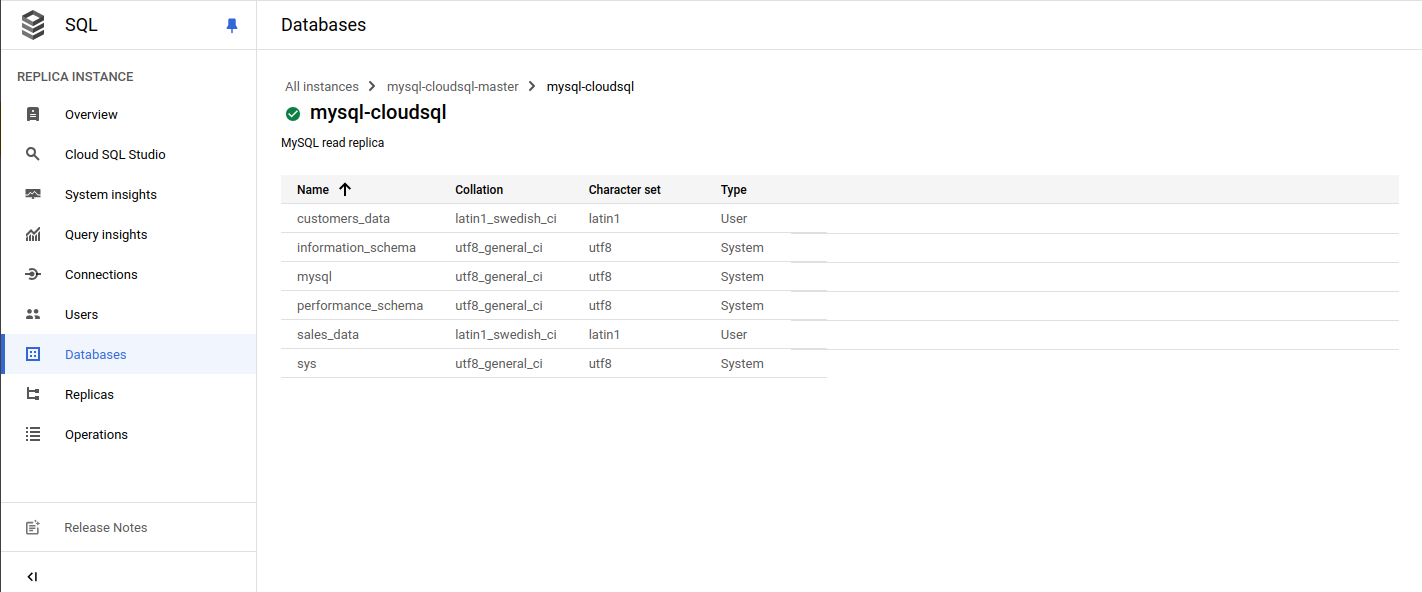 SQL
Databases
REPLICA INSTANCE
Overview
Cloud SQL Studio
System insights
Query insights
Connections
Users
Databases
Replicas
Operations
Release Notes
All instances mysql-cloudsql-master mysql-cloudsql
mysql-cloudsql
MySQL read replica
Name Collation Character set Type
customers_data latin1_swedish_ci latin1 User
information_schema utf8_general_ci utf8 System
mysql utf8_general_ci utf8 System
performance_schema utf8_general_ci utf8 System
sales_data latin1_swedish_ci latin1 User
sys utf8_general_ci utf8 System